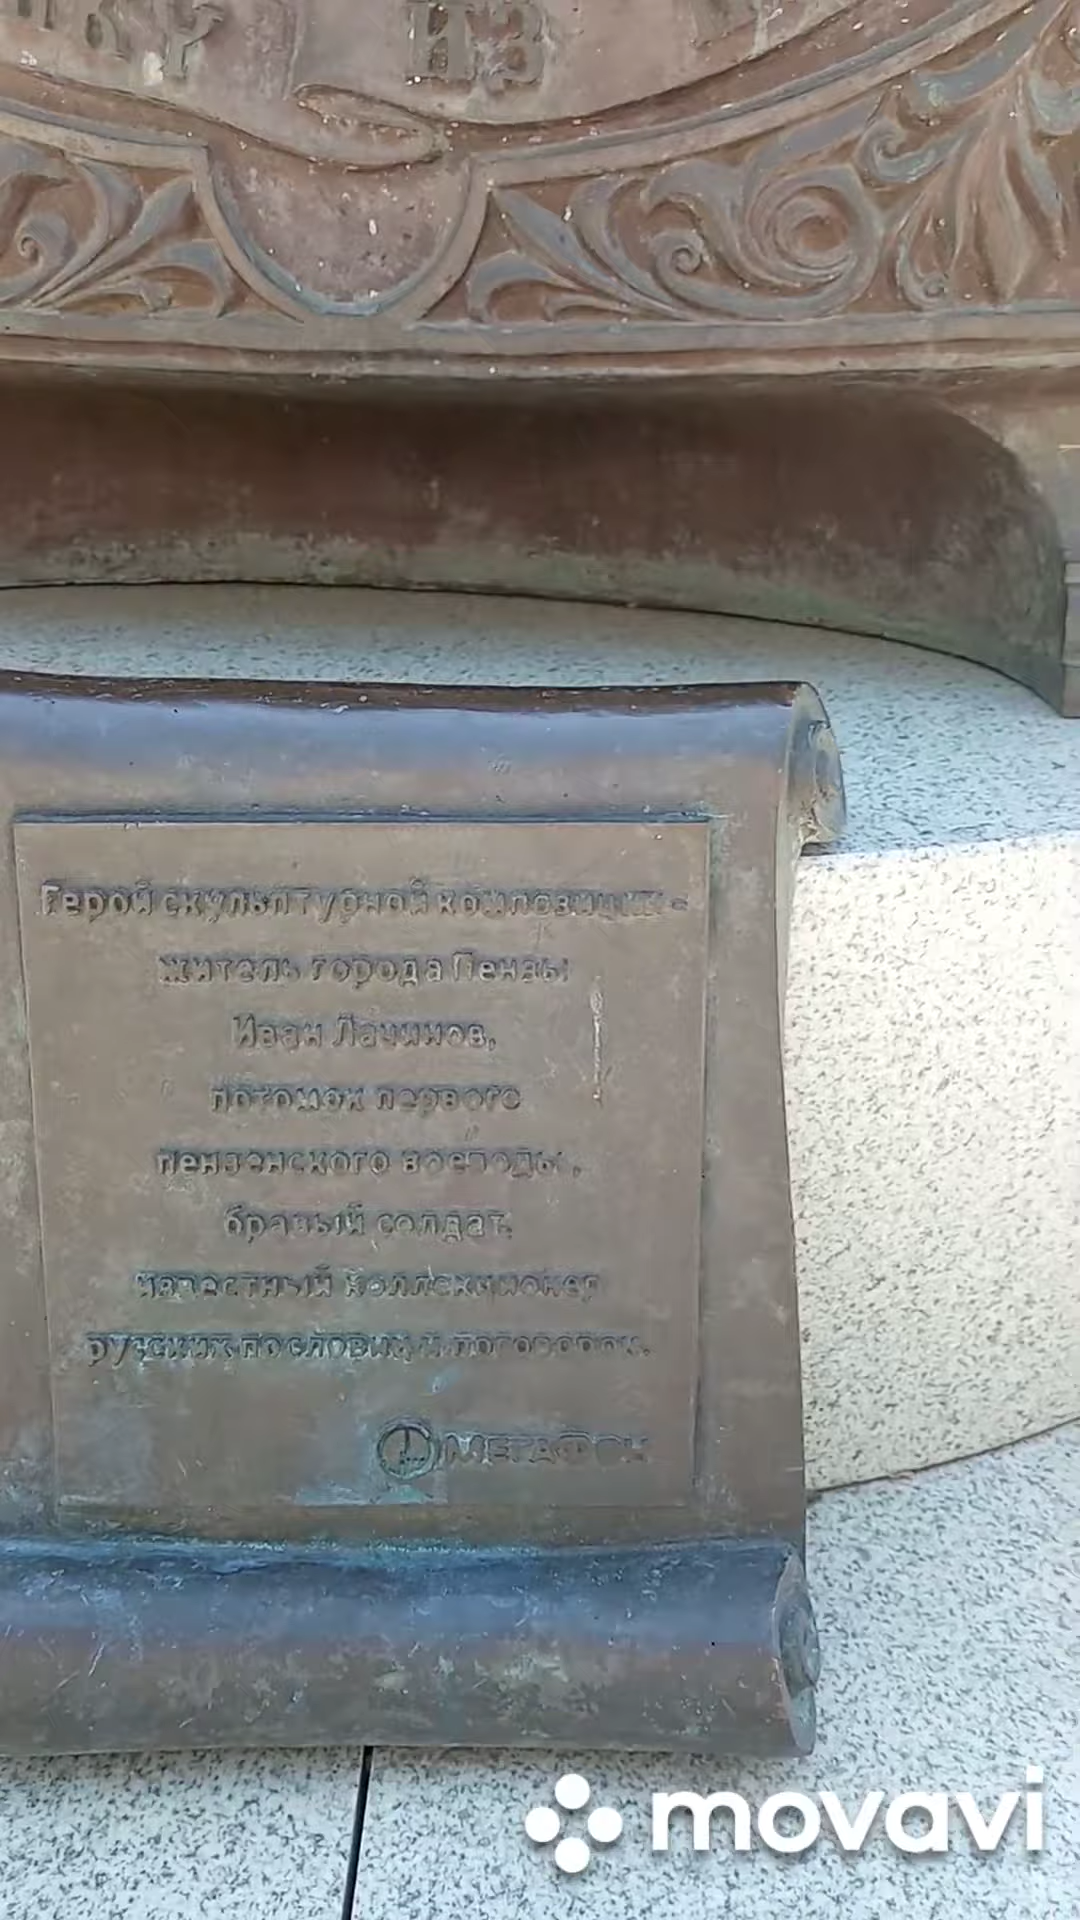 ИЗ
Герой скульптурной композиции -
житель города Пензы
Иван Лачинов,
потомок первого
пензенского воеводы,
бравый солдат,
известный коллекционер
русских пословиц и поговорок.
МЕГАФОН
movavi